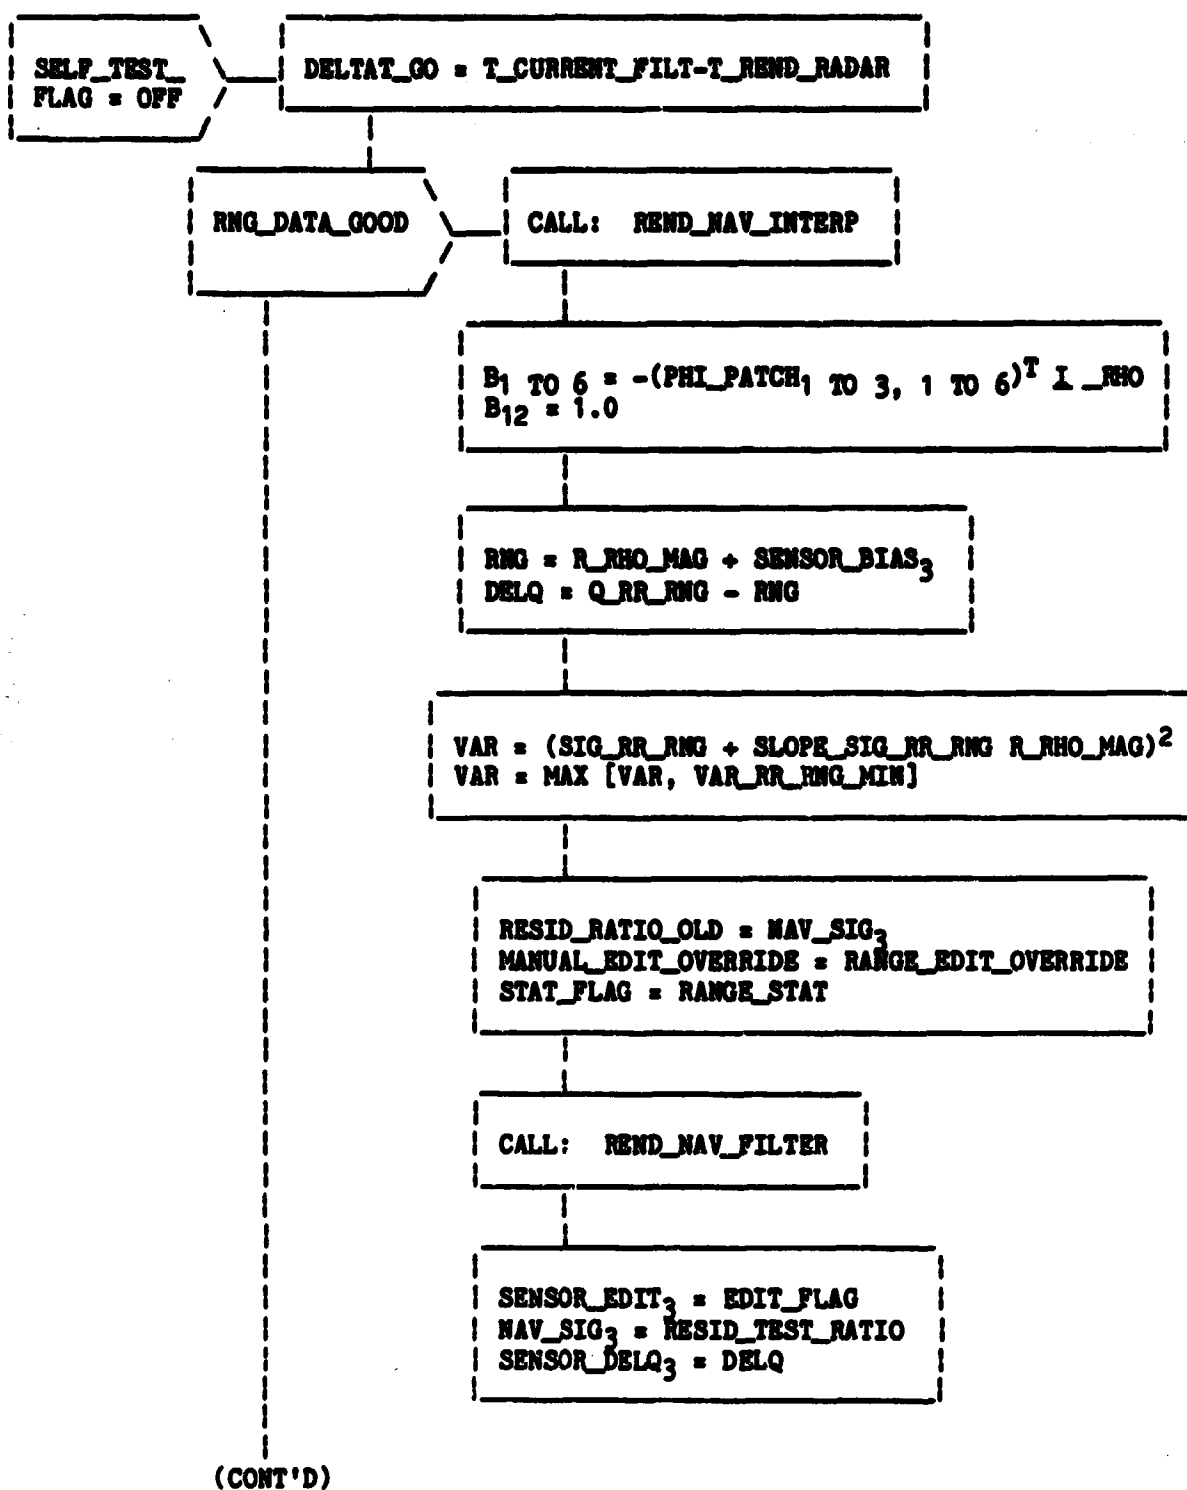 SELF_TEST_
FLAG = OFF
DELTAT_GO = T_CURRENT_FILT-T_REND_RADAR
RNG_DATA_GOOD
CALL: REND_NAV_INTERP
B1 TO 6 = -(PHI_PATCH1 TO 3, 1 TO 6)T I _RHO
B12 = 1.0
RNG = R_RHO_MAG + SENSOR_BIAS3
DELQ = Q_RR_RNG - RNG
VAR = (SIG_RR_RNG + SLOPE_SIG_RR_RNG R_RHO_MAG)2
VAR = MAX [VAR, VAR_RR_RNG_MIN]
RESID_RATIO_OLD = NAV_SIG3
MANUAL_EDIT_OVERRIDE = RANGE_EDIT_OVERRIDE
STAT_FLAG = RANGE_STAT
CALL: REND_NAV_FILTER
SENSOR_EDIT3 = EDIT_FLAG
NAV_SIG3 = RESID_TEST_RATIO
SENSOR_DELQ3 = DELQ
(CONT'D)